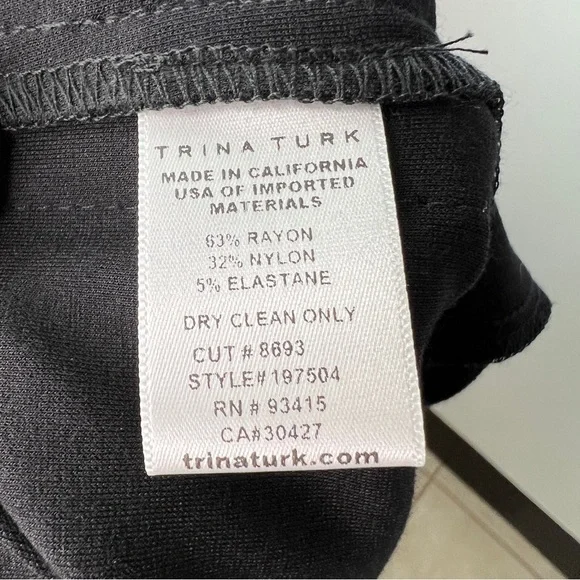 TRINA TURK
MADE IN CALIFORNIA
USA OF IMPORTED
MATERIALS
63% RAYON
32% NYLON
5% ELASTANE
DRY CLEAN ONLY
CUT # 8693
STYLE# 197504
RN # 93415
CA#30427
trinaturk.com